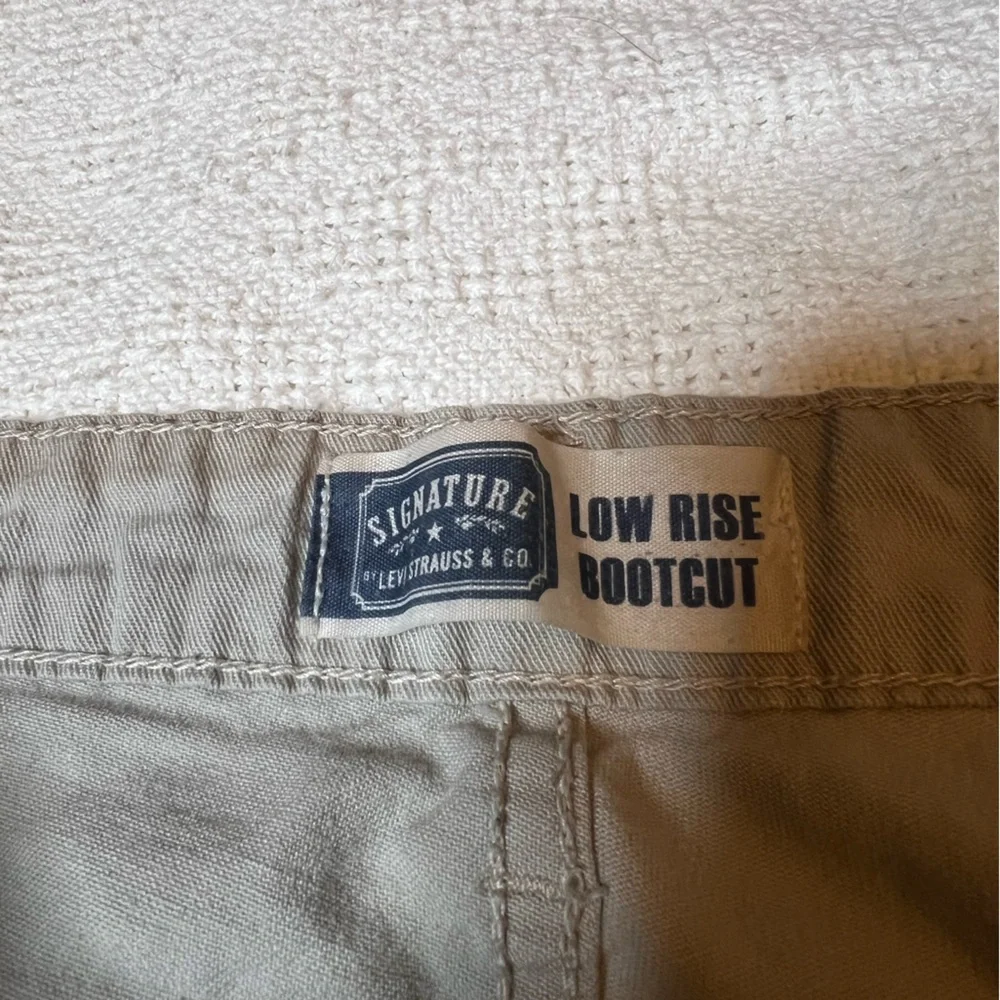 SIGNATURE
BY LEVI STRAUSS & CO.
LOW RISE
BOOTCUT